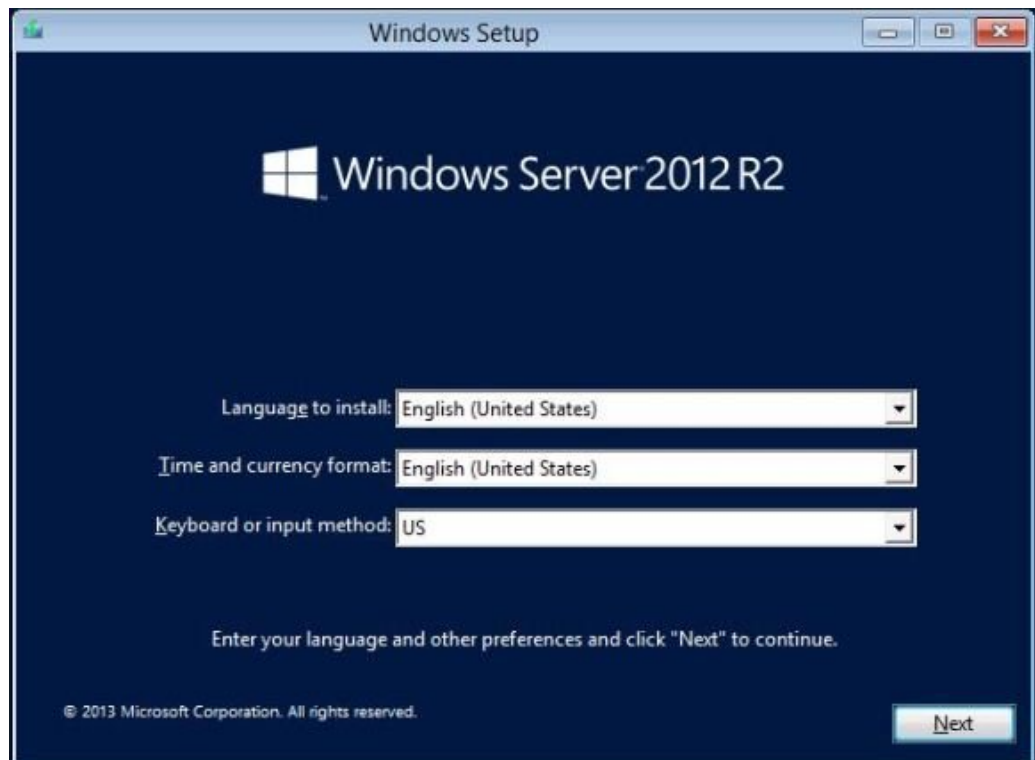 Windows Setup
Windows Server 2012 R2
Language to install: English (United States)
Time and currency format: English (United States)
Keyboard or input method: US
Enter your language and other preferences and click "Next" to continue.
© 2013 Microsoft Corporation. All rights reserved.
Next